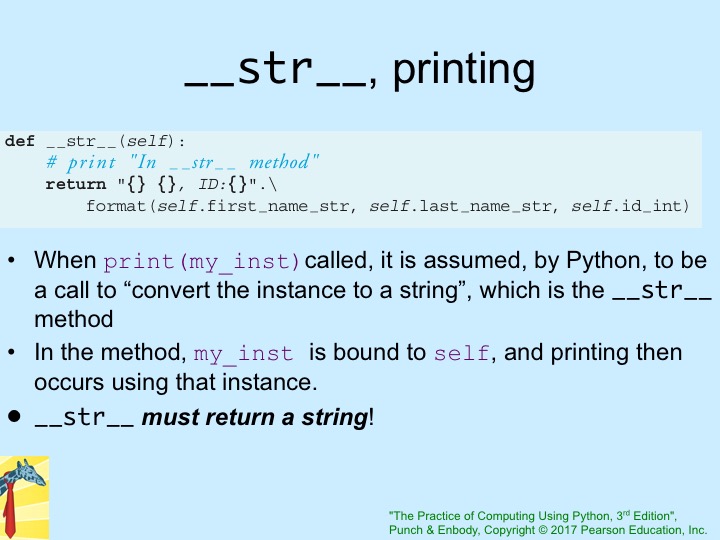 __str__, printing
def __str__(self):
    # print "In __str__ method"
    return "{} {}, ID:{}".\
        format(self.first_name_str, self.last_name_str, self.id_int)
• When print(my_inst)called, it is assumed, by Python, to be
a call to “convert the instance to a string”, which is the __str__
method
• In the method, my_inst is bound to self, and printing then
occurs using that instance.
• __str__ must return a string!
"The Practice of Computing Using Python, 3rd Edition",
Punch & Enbody, Copyright © 2017 Pearson Education, Inc.